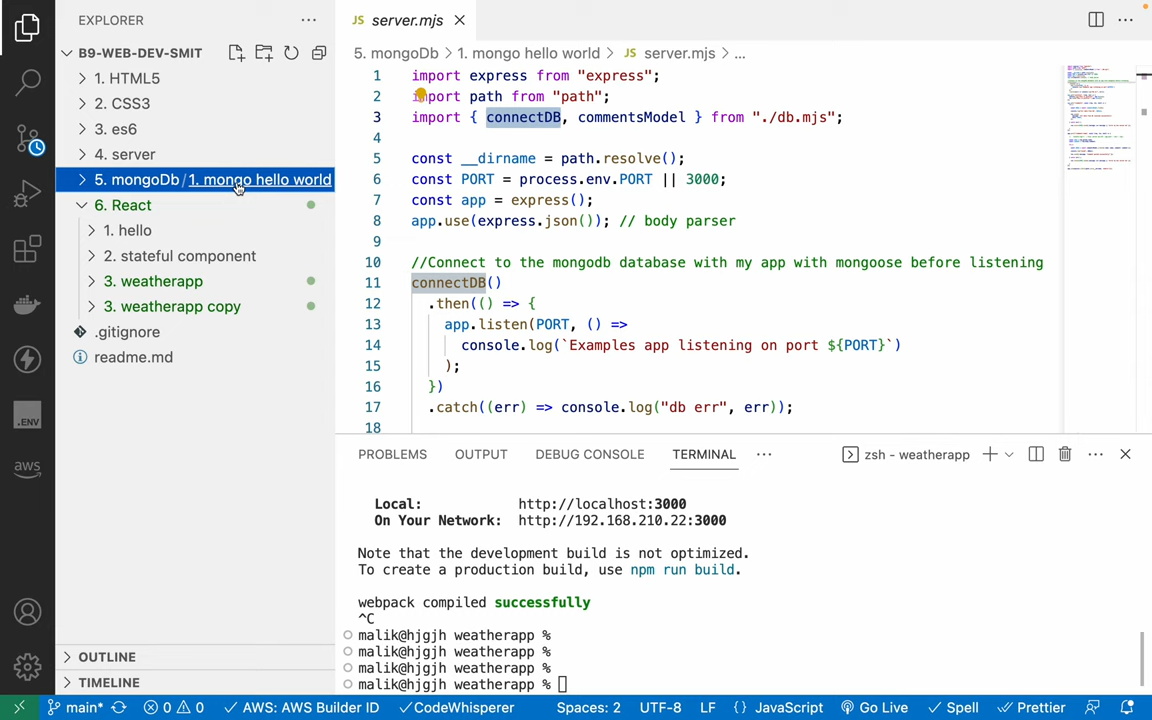 EXPLORER
B9-WEB-DEV-SMIT
1. HTML5
2. CSS3
3. es6
4. server
5. mongoDb / 1. mongo hello world
6. React
1. hello
2. stateful component
3. weatherapp
3. weatherapp copy
.gitignore
readme.md
OUTLINE
TIMELINE
.ENV
aws
JS server.mjs
5. mongoDb > 1. mongo hello world > JS server.mjs > ...
1 import express from "express";
2 import path from "path";
3 import { connectDB, commentsModel } from "./db.mjs";
4
5 const __dirname = path.resolve();
6 const PORT = process.env.PORT || 3000;
7 const app = express();
8 app.use(express.json()); // body parser
9
10 //Connect to the mongodb database with my app with mongoose before listening
11 connectDB()
12 .then(() => {
13 app.listen(PORT, () =>
14 console.log(`Examples app listening on port ${PORT}`)
15 );
16 })
17 .catch((err) => console.log("db err", err));
18
PROBLEMS OUTPUT DEBUG CONSOLE TERMINAL ... zsh - weatherapp
Local: http://localhost:3000
On Your Network: http://192.168.210.22:3000
Note that the development build is not optimized.
To create a production build, use npm run build.
webpack compiled successfully
^C
malik@hjgjh weatherapp %
malik@hjgjh weatherapp %
malik@hjgjh weatherapp %
malik@hjgjh weatherapp %
main* 0 0 AWS: AWS Builder ID CodeWhisperer Spaces: 2 UTF-8 LF {} JavaScript Go Live Spell Prettier